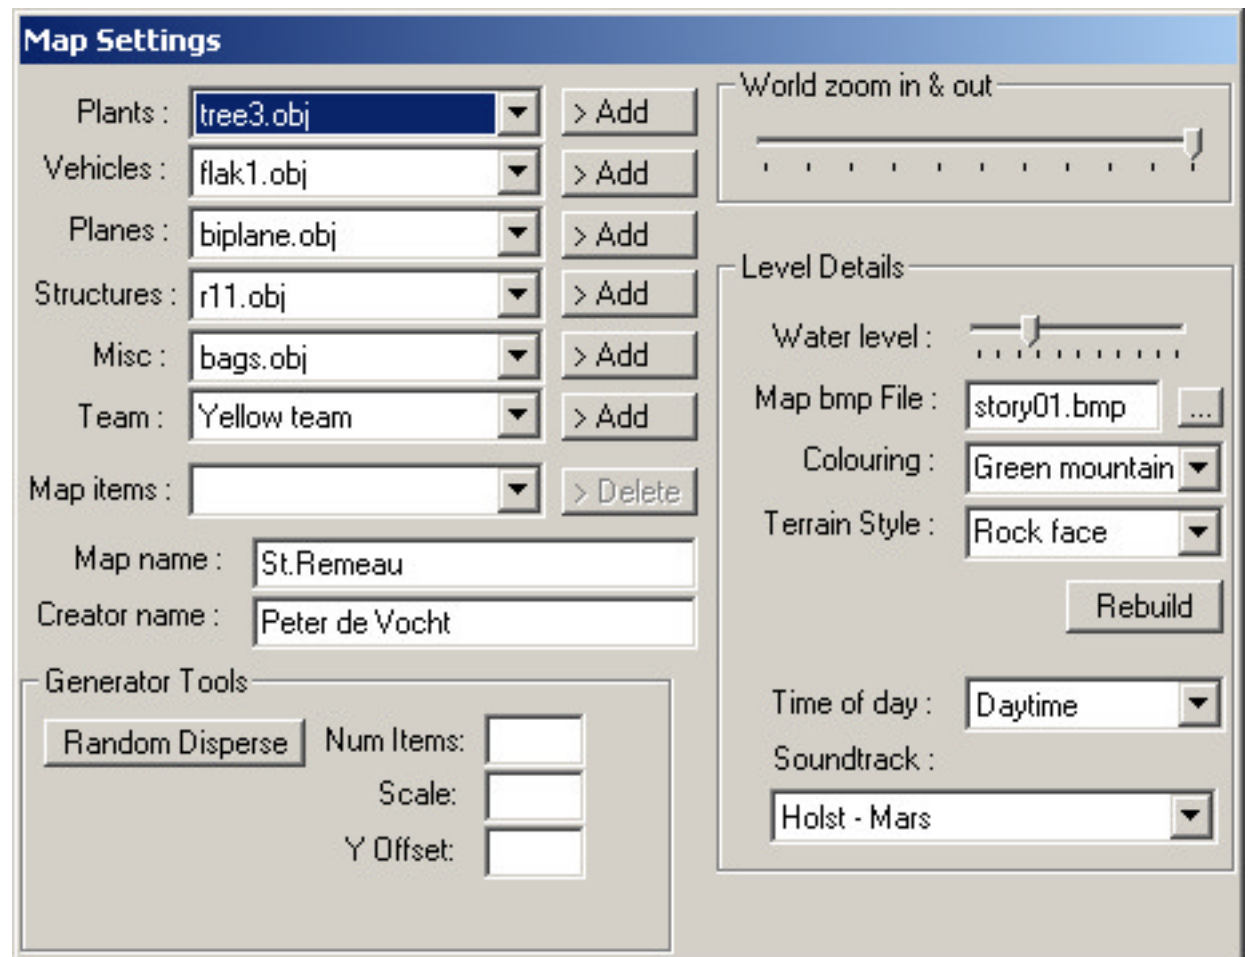 Map Settings
Plants : tree3.obj > Add
Vehicles : flak1.obj > Add
Planes : biplane.obj > Add
Structures : r11.obj > Add
Misc : bags.obj > Add
Team : Yellow team > Add
Map items : > Delete
Map name : St.Remeau
Creator name : Peter de Vocht
Generator Tools
Random Disperse Num Items:
Scale:
Y Offset:
World zoom in & out
Level Details
Water level :
Map bmp File : story01.bmp ...
Colouring : Green mountain
Terrain Style : Rock face
Rebuild
Time of day : Daytime
Soundtrack :
Holst - Mars